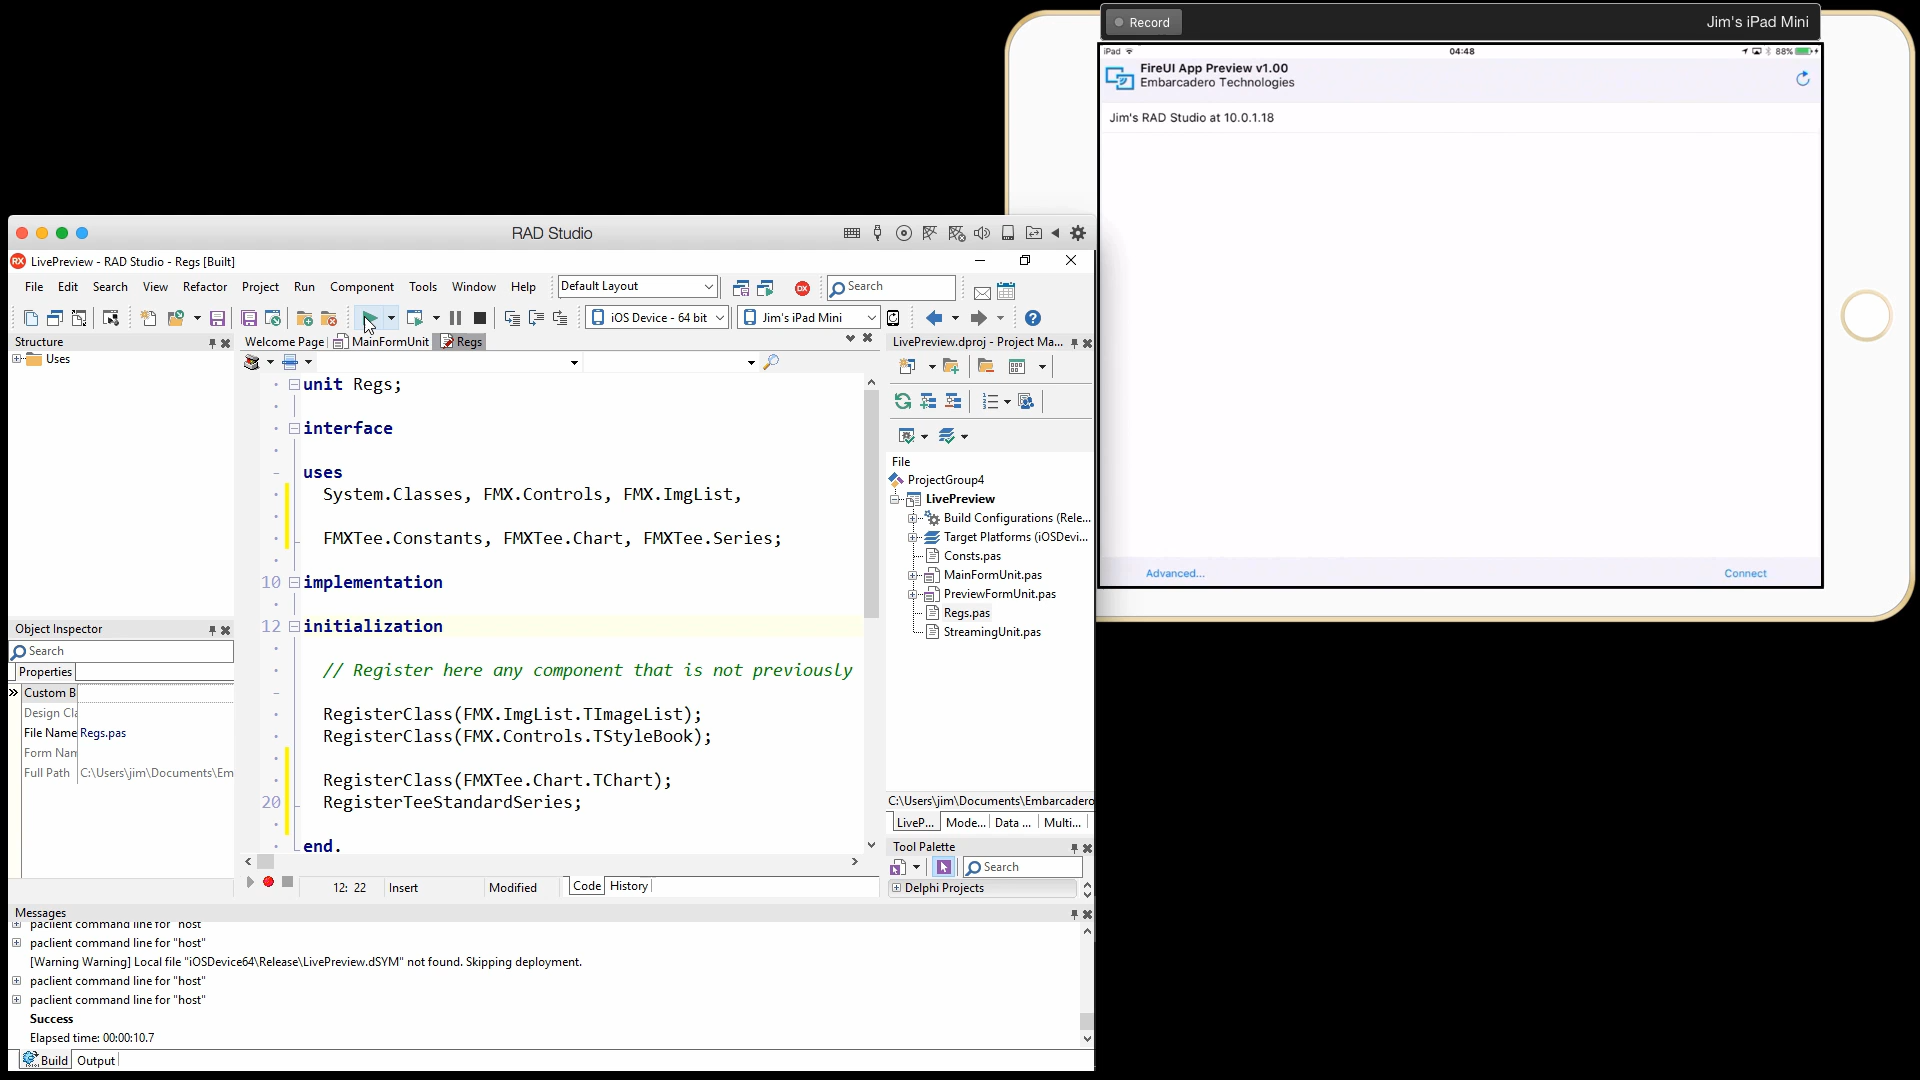 Record
Jim's iPad Mini
iPad
04:48
88%
FireUI App Preview v1.00
Embarcadero Technologies
Jim's RAD Studio at 10.0.1.18
Advanced...
Connect
RAD Studio
RX
LivePreview - RAD Studio - Regs [Built]
File Edit Search View Refactor Project Run Component Tools Window Help
Default Layout
DX
Search
iOS Device - 64 bit
Jim's iPad Mini
Structure
Uses
Welcome Page
MainFormUnit
Regs
unit Regs;
interface
uses
System.Classes, FMX.Controls, FMX.ImgList,
FMXTee.Constants, FMXTee.Chart, FMXTee.Series;
10 implementation
12 initialization
// Register here any component that is not previously
RegisterClass(FMX.ImgList.TImageList);
RegisterClass(FMX.Controls.TStyleBook);
RegisterClass(FMXTee.Chart.TChart);
20 RegisterTeeStandardSeries;
end.
12: 22
Insert
Modified
Code
History
Object Inspector
Search
Properties
Custom B
Design Cla
File Name Regs.pas
Form Nan
Full Path C:\Users\jim\Documents\Em
LivePreview.dproj - Project Ma...
File
ProjectGroup4
LivePreview
Build Configurations (Rele...
Target Platforms (iOSDevi...
Consts.pas
MainFormUnit.pas
PreviewFormUnit.pas
Regs.pas
StreamingUnit.pas
C:\Users\jim\Documents\Embarcadero
LiveP...
Mode...
Data ...
Multi...
Tool Palette
Search
Delphi Projects
Messages
paclient command line for "host"
paclient command line for "host"
[Warning Warning] Local file "iOSDevice64\Release\LivePreview.dSYM" not found. Skipping deployment.
paclient command line for "host"
paclient command line for "host"
Success
Elapsed time: 00:00:10.7
Build
Output